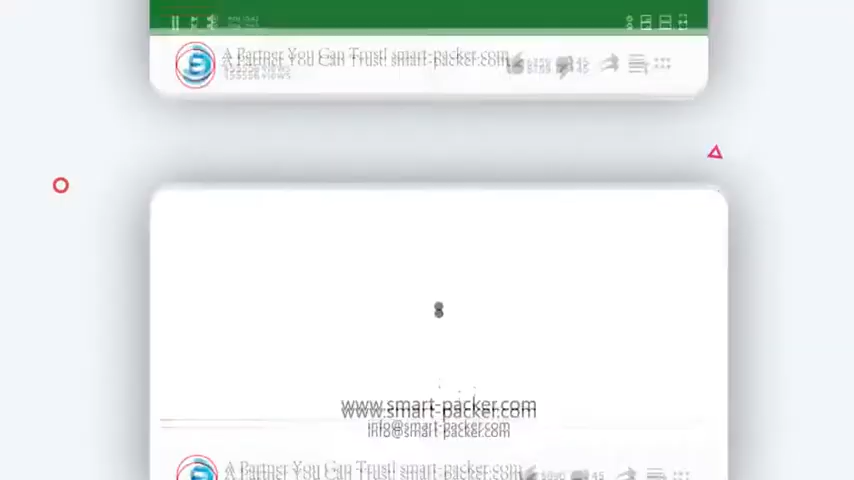 A Partner You Can Trust! smart-packer.com
www.smart-packer.com
info@smart-packer.com
A Partner You Can Trust! smart-packer.com
45